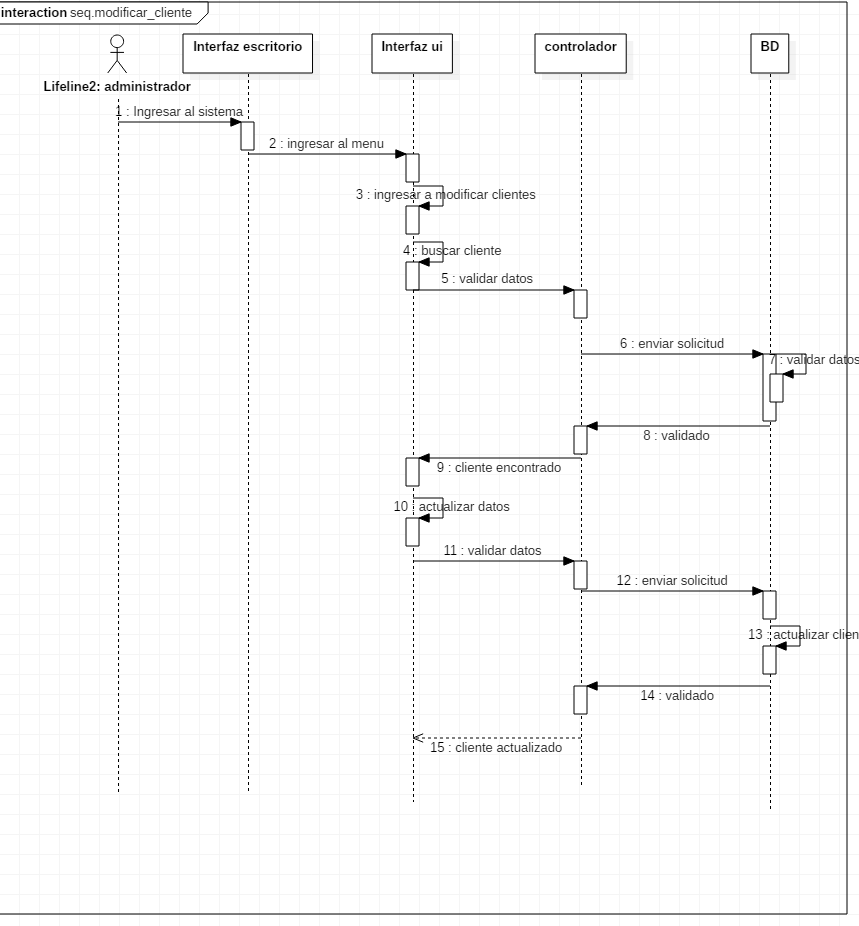 interaction seq.modificar_cliente
Interfaz escritorio
Interfaz ui
controlador
BD
Lifeline2: administrador
1 : Ingresar al sistema
2 : ingresar al menu
3 : ingresar a modificar clientes
4 : buscar cliente
5 : validar datos
6 : enviar solicitud
7 : validar datos
8 : validado
9 : cliente encontrado
10 : actualizar datos
11 : validar datos
12 : enviar solicitud
13 : actualizar clien
14 : validado
15 : cliente actualizado